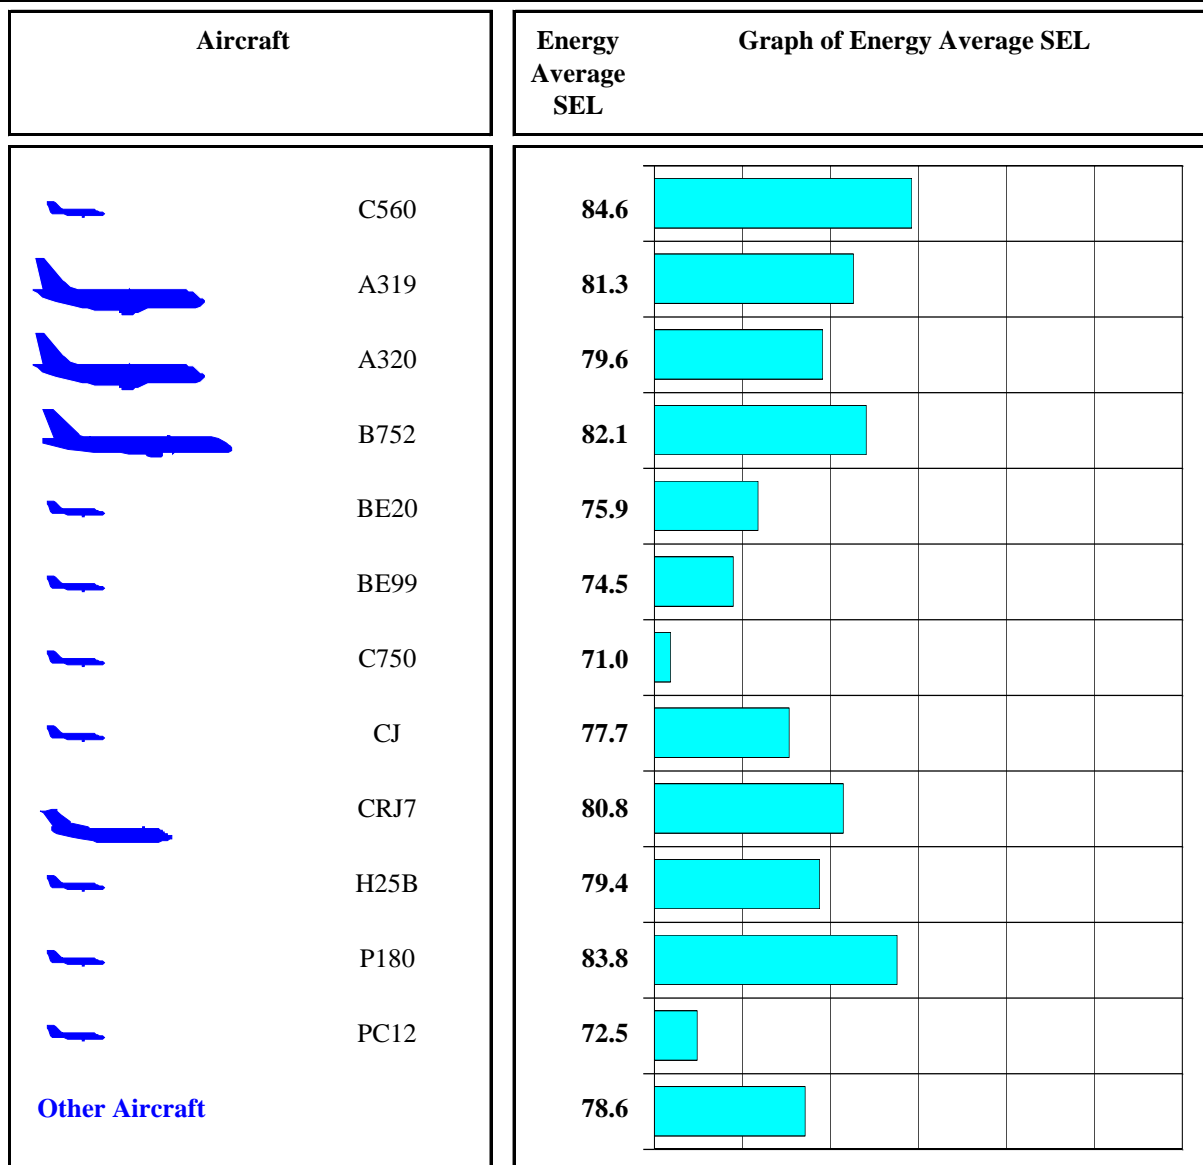 Aircraft
Energy
Average
SEL
Graph of Energy Average SEL
C560 84.6
A319 81.3
A320 79.6
B752 82.1
BE20 75.9
BE99 74.5
C750 71.0
CJ 77.7
CRJ7 80.8
H25B 79.4
P180 83.8
PC12 72.5
Other Aircraft 78.6